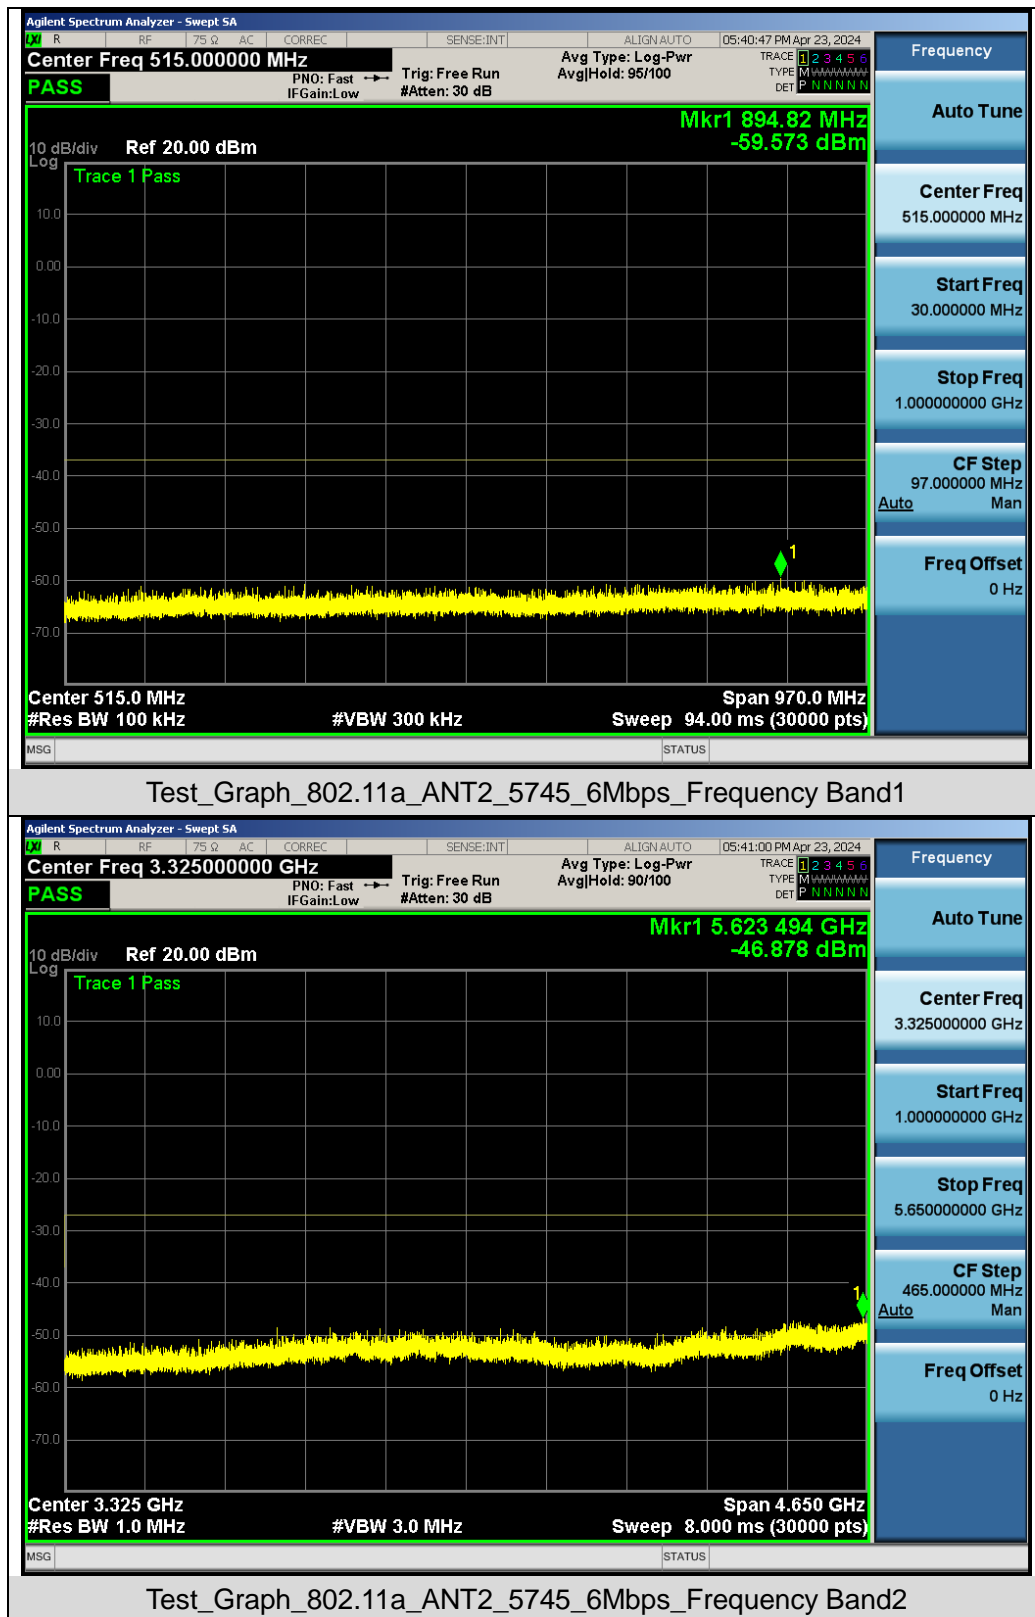 Agilent Spectrum Analyzer - Swept SA
LXI R RF 75 Ω AC CORREC SENSE:INT ALIGN AUTO 05:40:47 PM Apr 23, 2024
Center Freq 515.000000 MHz
PASS
PNO: Fast
IFGain:Low
Trig: Free Run
#Atten: 30 dB
Avg Type: Log-Pwr
Avg|Hold: 95/100
TRACE 1 2 3 4 5 6
TYPE M WWWWW
DET P N N N N N
Mkr1 894.82 MHz
-59.573 dBm
10 dB/div Ref 20.00 dBm
Log
Trace 1 Pass
10.0
0.00
-10.0
-20.0
-30.0
-40.0
-50.0
-60.0
-70.0
1
Center 515.0 MHz Span 970.0 MHz
#Res BW 100 kHz #VBW 300 kHz Sweep 94.00 ms (30000 pts)
MSG STATUS
Frequency
Auto Tune
Center Freq
515.000000 MHz
Start Freq
30.000000 MHz
Stop Freq
1.000000000 GHz
CF Step
97.000000 MHz
Auto Man
Freq Offset
0 Hz
Test_Graph_802.11a_ANT2_5745_6Mbps_Frequency Band1
Agilent Spectrum Analyzer - Swept SA
LXI R RF 75 Ω AC CORREC SENSE:INT ALIGN AUTO 05:41:00 PM Apr 23, 2024
Center Freq 3.325000000 GHz
PASS
PNO: Fast
IFGain:Low
Trig: Free Run
#Atten: 30 dB
Avg Type: Log-Pwr
Avg|Hold: 90/100
TRACE 1 2 3 4 5 6
TYPE M WWWWW
DET P N N N N N
Mkr1 5.623 494 GHz
-46.878 dBm
10 dB/div Ref 20.00 dBm
Log
Trace 1 Pass
10.0
0.00
-10.0
-20.0
-30.0
-40.0
-50.0
-60.0
-70.0
1
Center 3.325 GHz Span 4.650 GHz
#Res BW 1.0 MHz #VBW 3.0 MHz Sweep 8.000 ms (30000 pts)
MSG STATUS
Frequency
Auto Tune
Center Freq
3.325000000 GHz
Start Freq
1.000000000 GHz
Stop Freq
5.650000000 GHz
CF Step
465.000000 MHz
Auto Man
Freq Offset
0 Hz
Test_Graph_802.11a_ANT2_5745_6Mbps_Frequency Band2